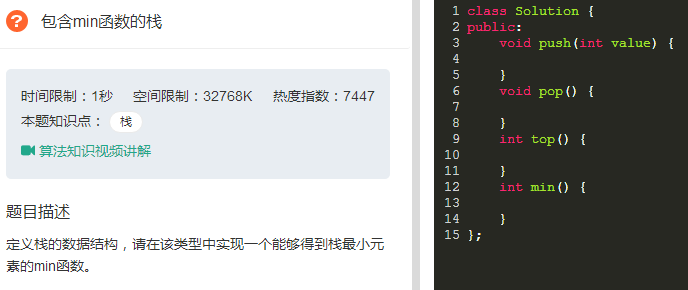 包含min函数的栈
时间限制：1秒 空间限制：32768K 热度指数：7447
本题知识点： 栈
算法知识视频讲解
题目描述
定义栈的数据结构，请在该类型中实现一个能够得到栈最小元
素的min函数。
1 class Solution {
2 public:
3     void push(int value) {
4
5     }
6     void pop() {
7
8     }
9     int top() {
10
11     }
12     int min() {
13
14     }
15 };